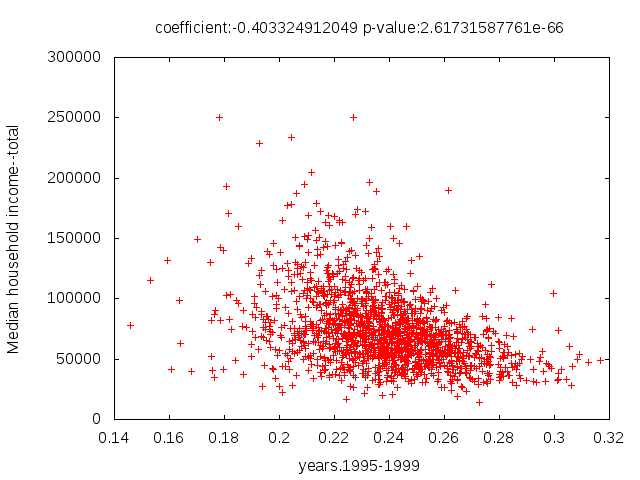 coefficient:-0.403324912049 p-value:2.61731587761e-66
300000
250000
200000
150000
100000
50000
0
Median household income--total
0.14 0.16 0.18 0.2 0.22 0.24 0.26 0.28 0.3 0.32
years.1995-1999